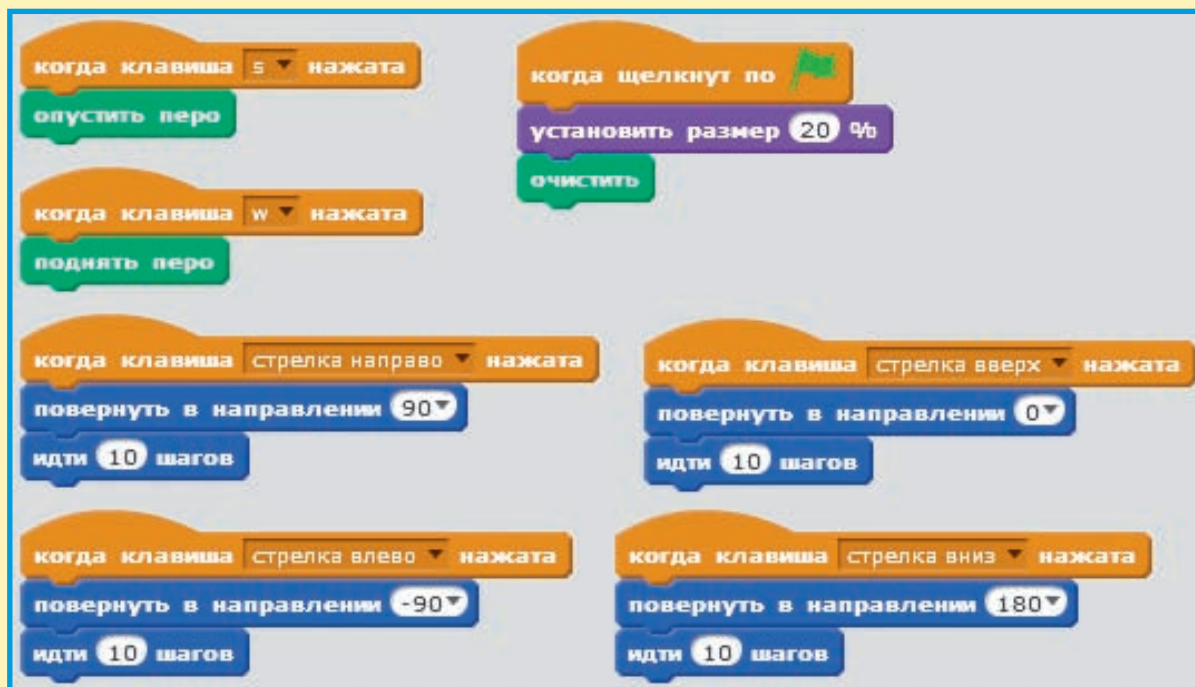 когда клавиша s нажата
опустить перо
когда щелкнут по
установить размер 20 %
очистить
когда клавиша w нажата
поднять перо
когда клавиша стрелка направо нажата
повернуть в направлении 90
идти 10 шагов
когда клавиша стрелка вверх нажата
повернуть в направлении 0
идти 10 шагов
когда клавиша стрелка влево нажата
повернуть в направлении -90
идти 10 шагов
когда клавиша стрелка вниз нажата
повернуть в направлении 180
идти 10 шагов